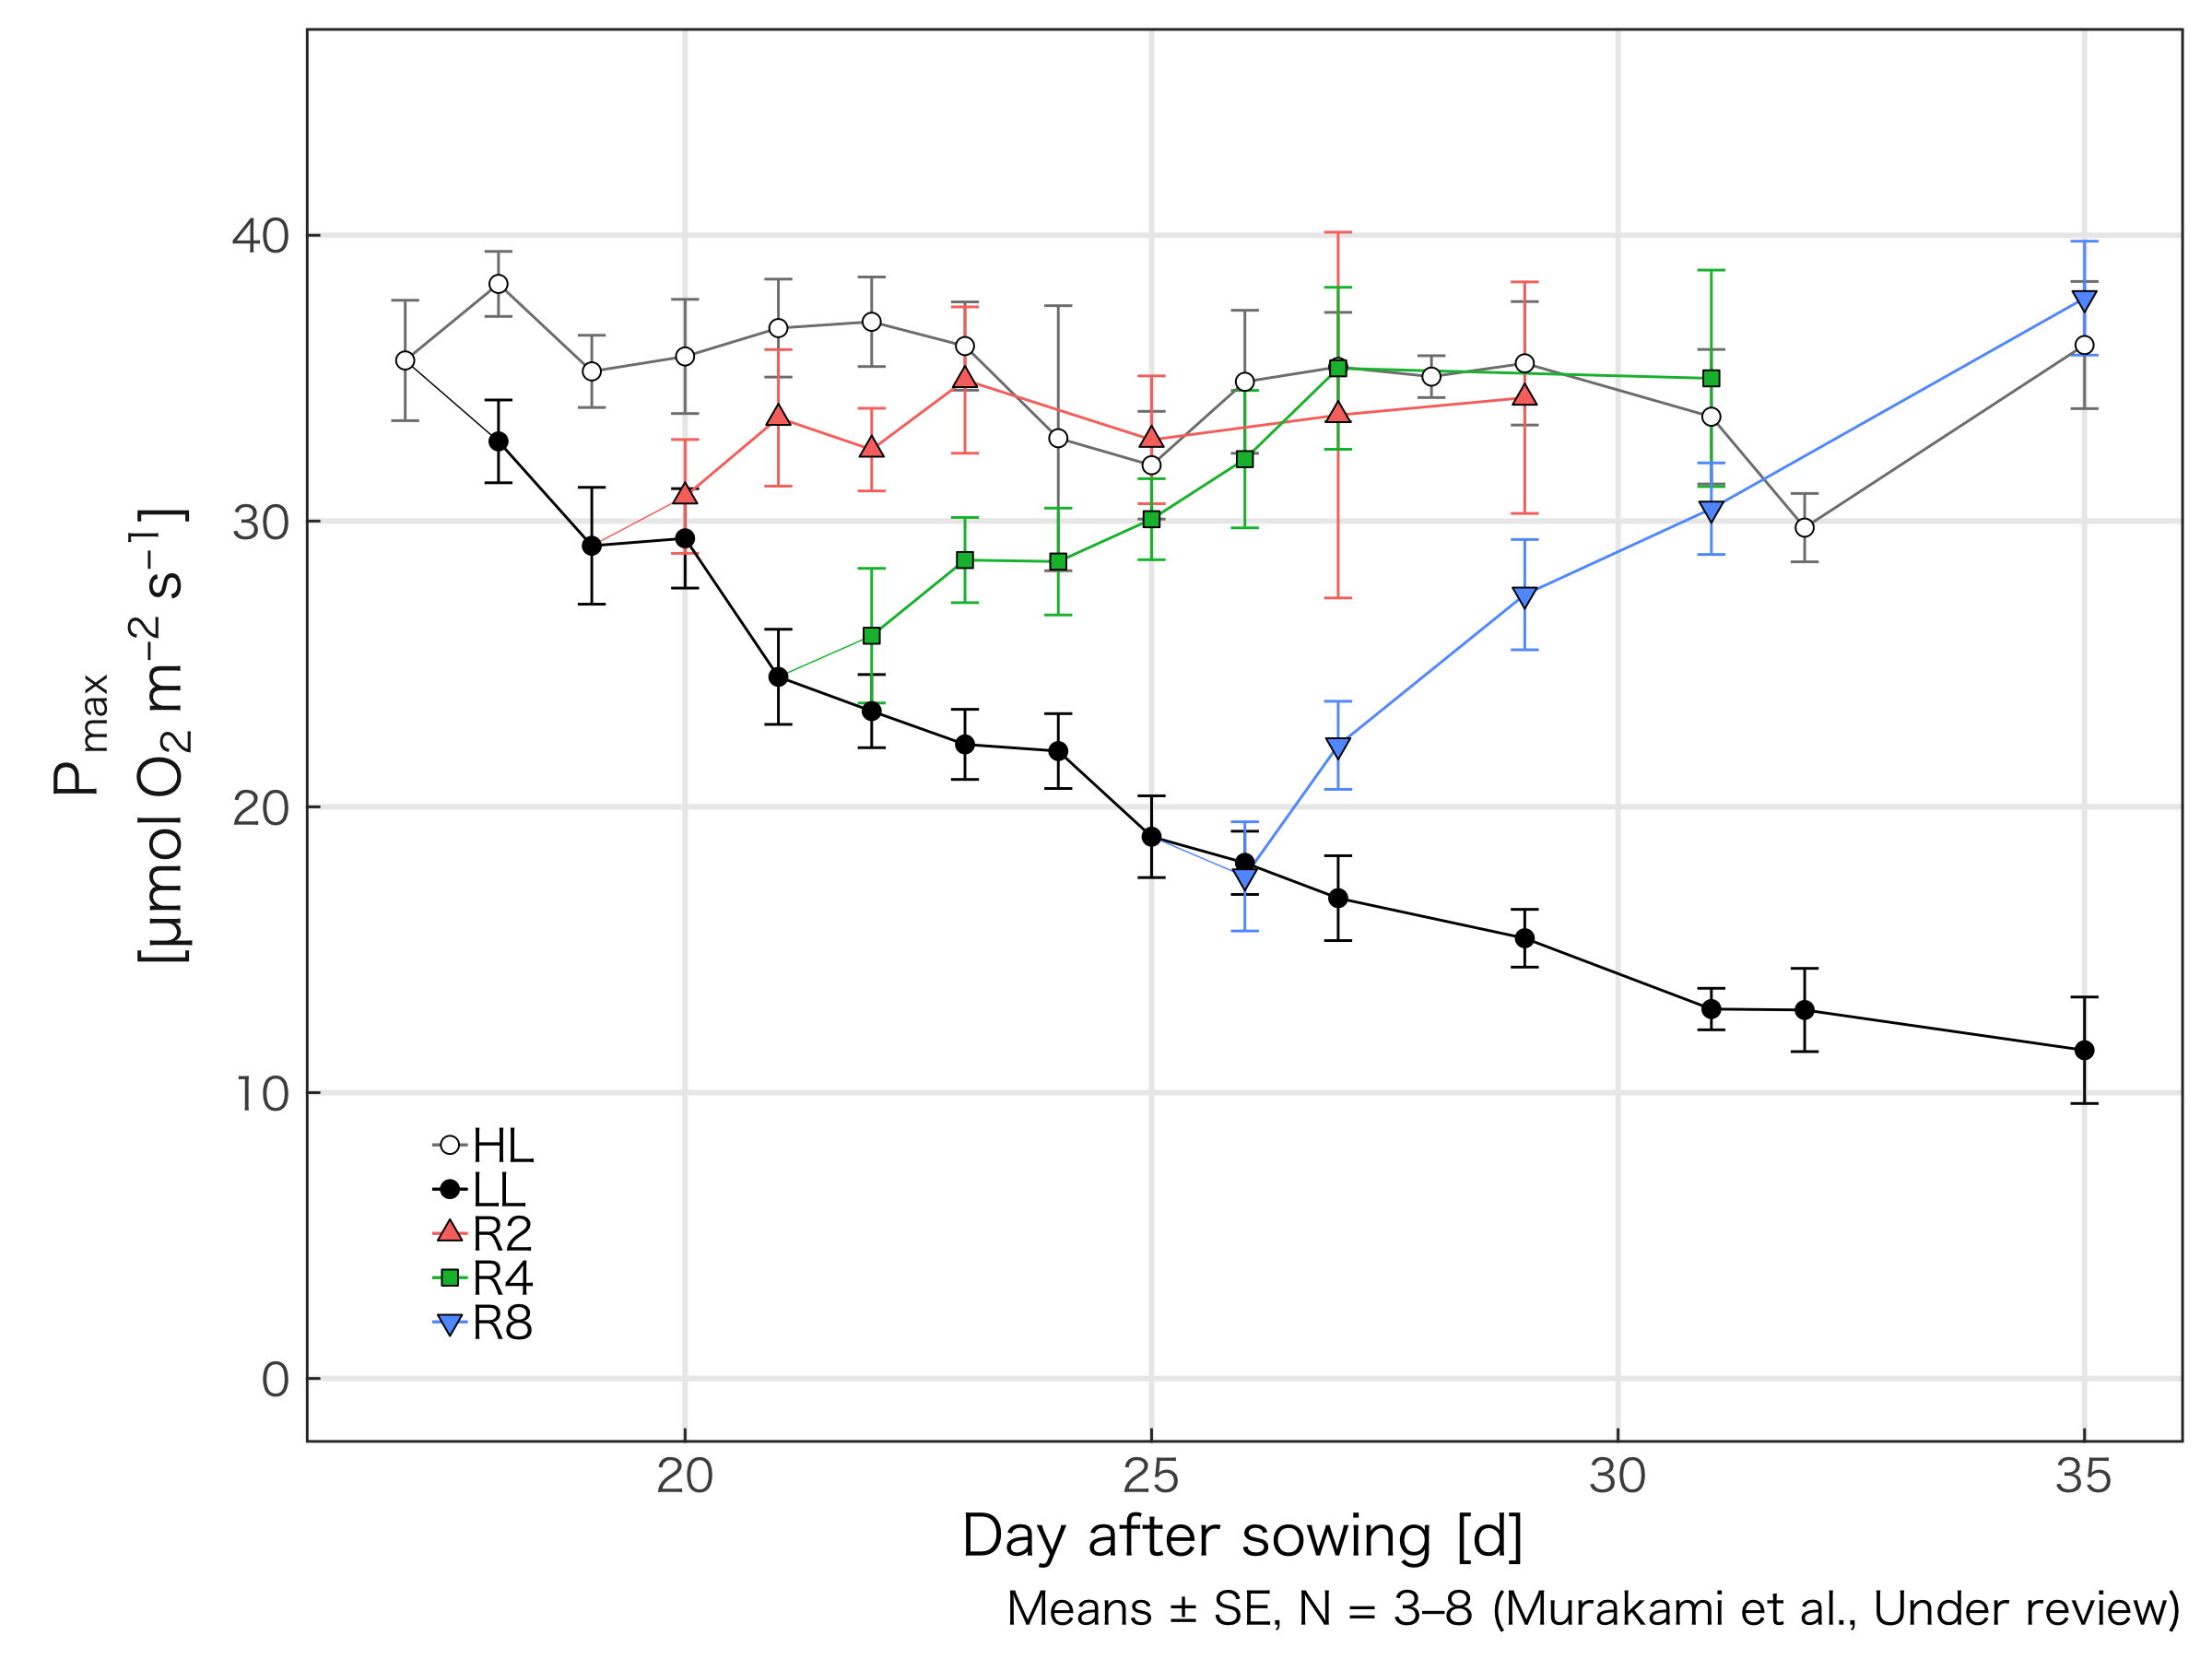 P_max
[µmol O₂ m⁻² s⁻¹]
40
30
20
10
0
HL
LL
R2
R4
R8
20 25 30 35
Day after sowing [d]
Means ± SE, N = 3–8 (Murakami et al., Under review)